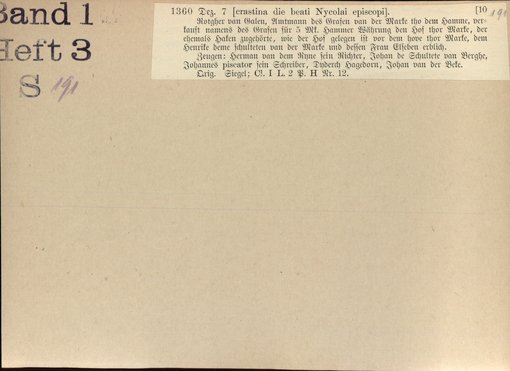 Band 1
Heft 3
S 191
1360 Dez. 7 [crastina die beati Nycolai episcopi]. [10
191
Rotgher van Galen, Amtmann des Grafen van der Marke tho dem Hamme, ver-
kauft namens des Grafen für 5 Mk. Hammer Währung den Hof thor Marke, der
ehemals Haken zugehörte, wie der Hof gelegen ist vor dem hove thor Marke, dem
Henrike deme schulteten van der Marke und dessen Frau Elseben erblich.
Zeugen: Herman van dem Ryne sein Richter, Johan de Schultete van Berghe,
Johannes piscator sein Schreiber, Dyderch Hagedorn, Johan van der Beke.
Orig. Siegel; Cl. I L. 2 P. H Nr. 12.